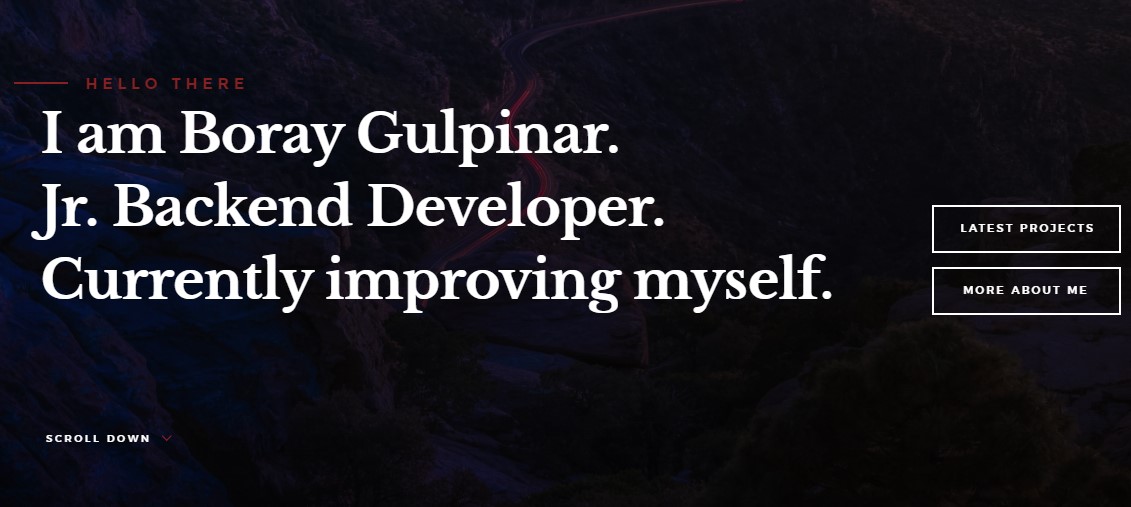 HELLO THERE
I am Boray Gulpinar.
Jr. Backend Developer.
Currently improving myself.
LATEST PROJECTS
MORE ABOUT ME
SCROLL DOWN